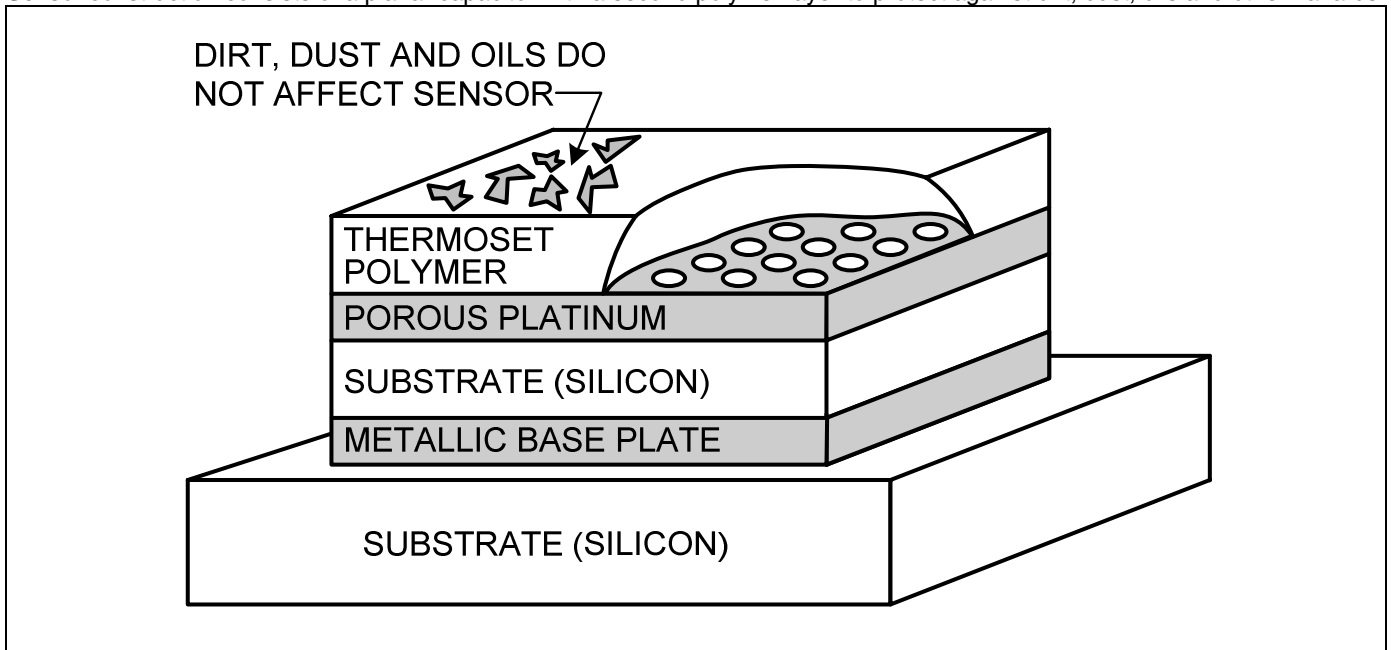 DIRT, DUST AND OILS DO
NOT AFFECT SENSOR
THERMOSET
POLYMER
POROUS PLATINUM
SUBSTRATE (SILICON)
METALLIC BASE PLATE
SUBSTRATE (SILICON)